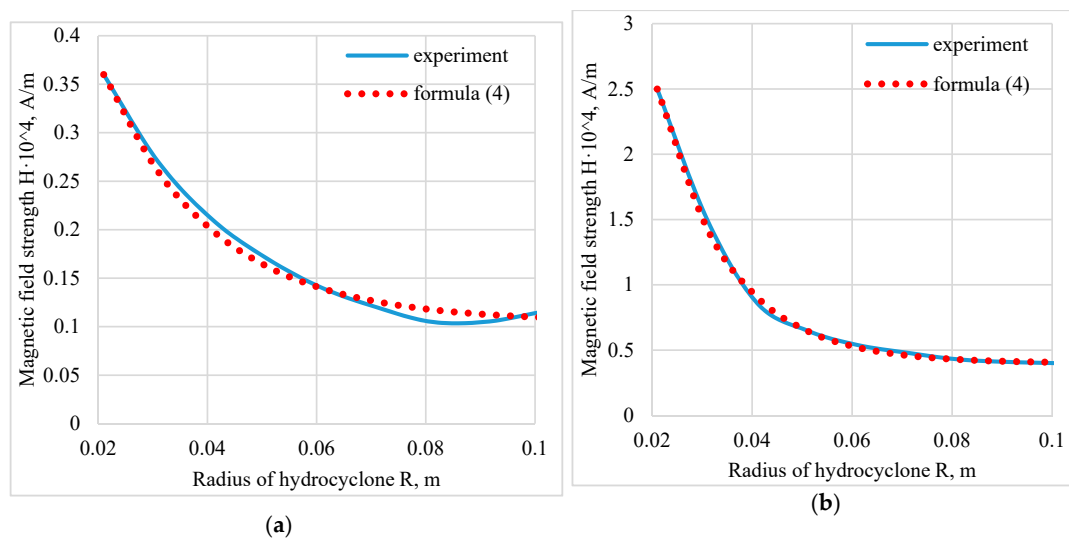 Magnetic field strength H·10^4, A/m
0.4
0.35
0.3
0.25
0.2
0.15
0.1
0.05
0
0.02
0.04
0.06
0.08
0.1
Radius of hydrocyclone R, m
experiment
formula (4)
(a)
Magnetic field strength H·10^4, A/m
3
2.5
2
1.5
1
0.5
0
0.02
0.04
0.06
0.08
0.1
Radius of hydrocyclone R, m
experiment
formula (4)
(b)